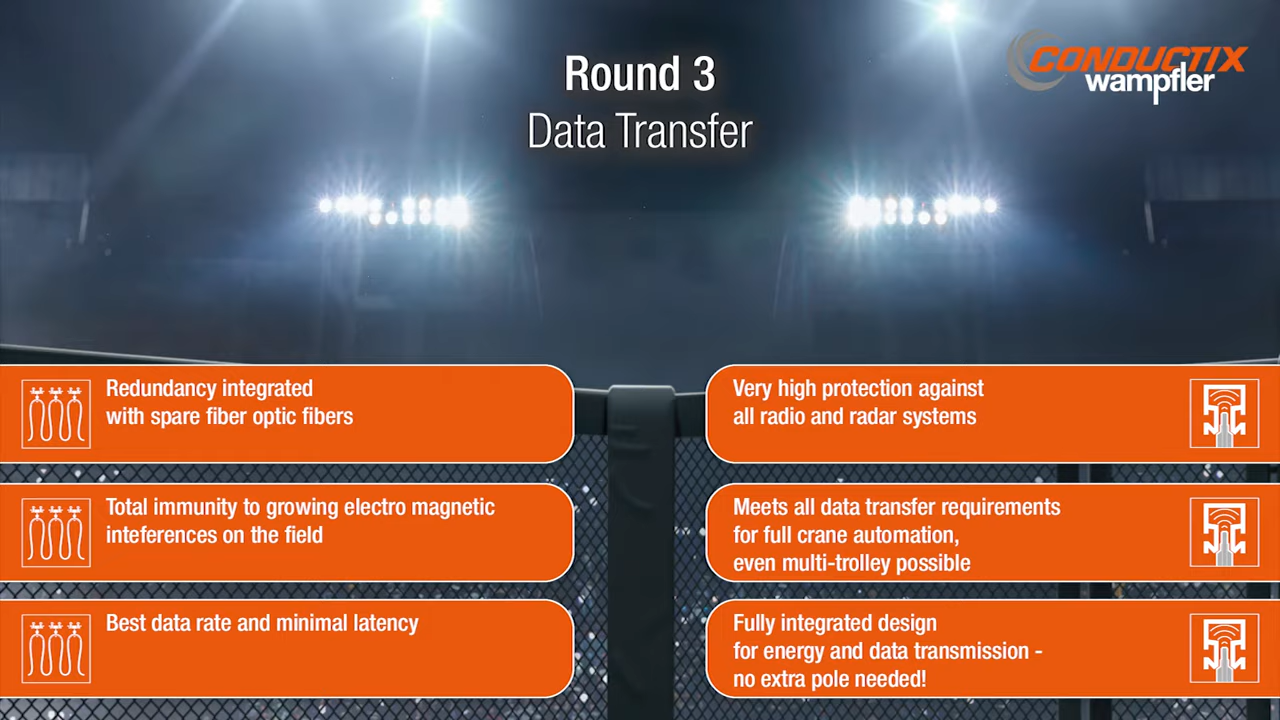 Round 3
Data Transfer
CONDUCTIX
wampfler
Redundancy integrated
with spare fiber optic fibers
Total immunity to growing electro magnetic
inteferences on the field
Best data rate and minimal latency
Very high protection against
all radio and radar systems
Meets all data transfer requirements
for full crane automation,
even multi-trolley possible
Fully integrated design
for energy and data transmission -
no extra pole needed!